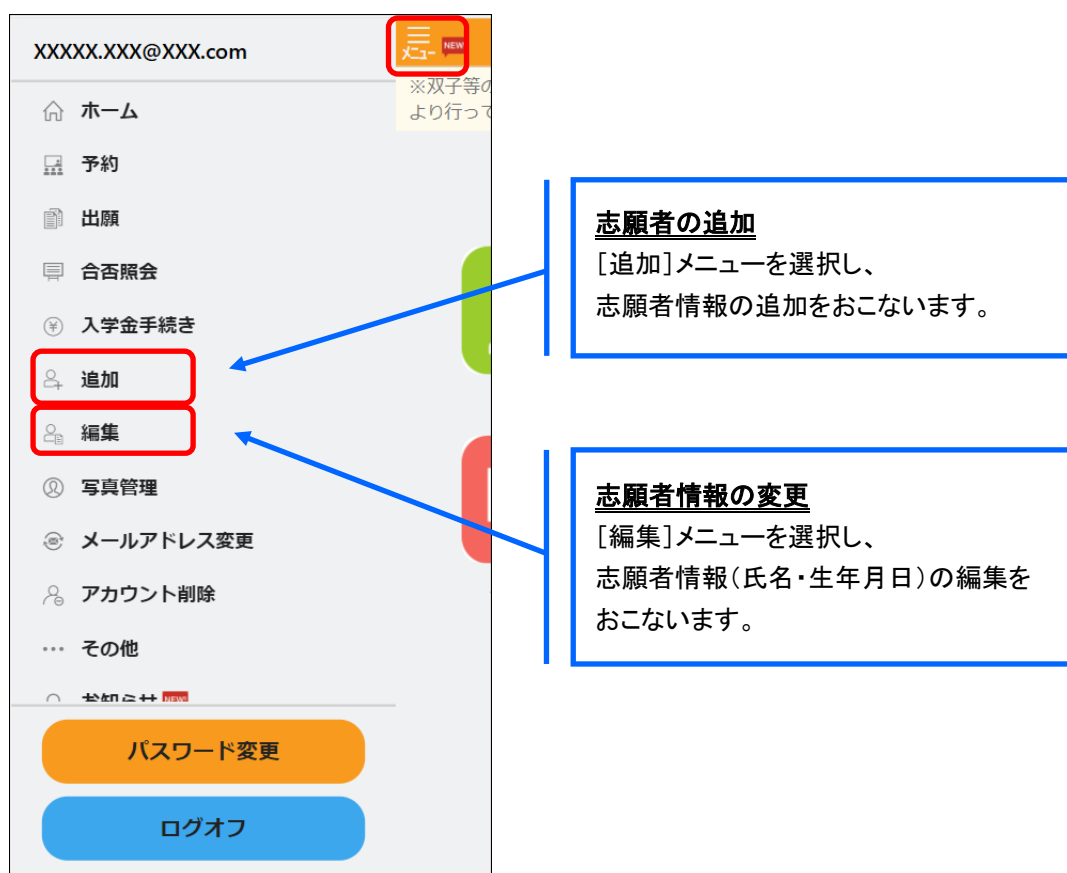 XXXXX.XXX@XXX.com
メニュー NEW
※双子等の
より行って
ホーム
予約
出願
合否照会
入学金手続き
追加
編集
写真管理
メールアドレス変更
アカウント削除
その他
お知らせ NEW!
パスワード変更
ログオフ
志願者の追加
［追加］メニューを選択し、
志願者情報の追加をおこないます。
志願者情報の変更
［編集］メニューを選択し、
志願者情報（氏名・生年月日）の編集を
おこないます。